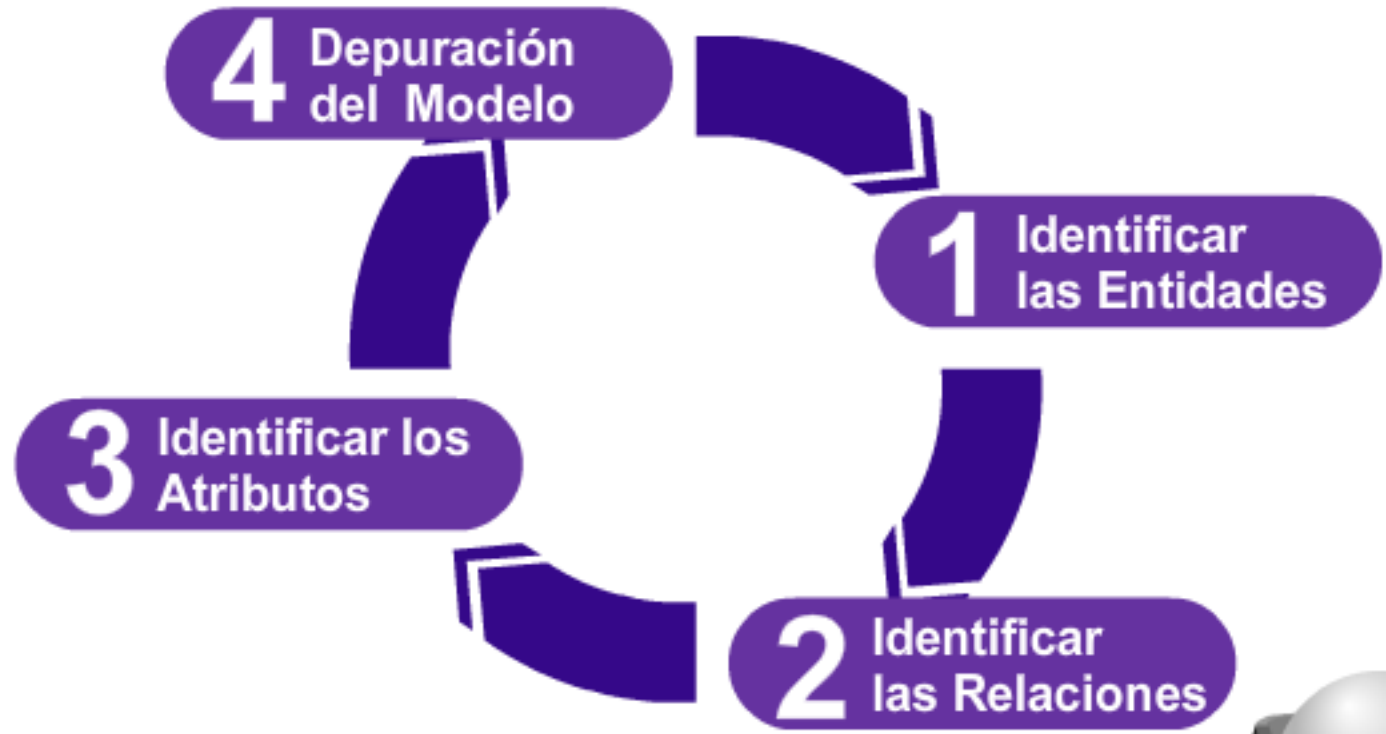 4 Depuración
del Modelo
1 Identificar
las Entidades
3 Identificar los
Atributos
2 Identificar
las Relaciones